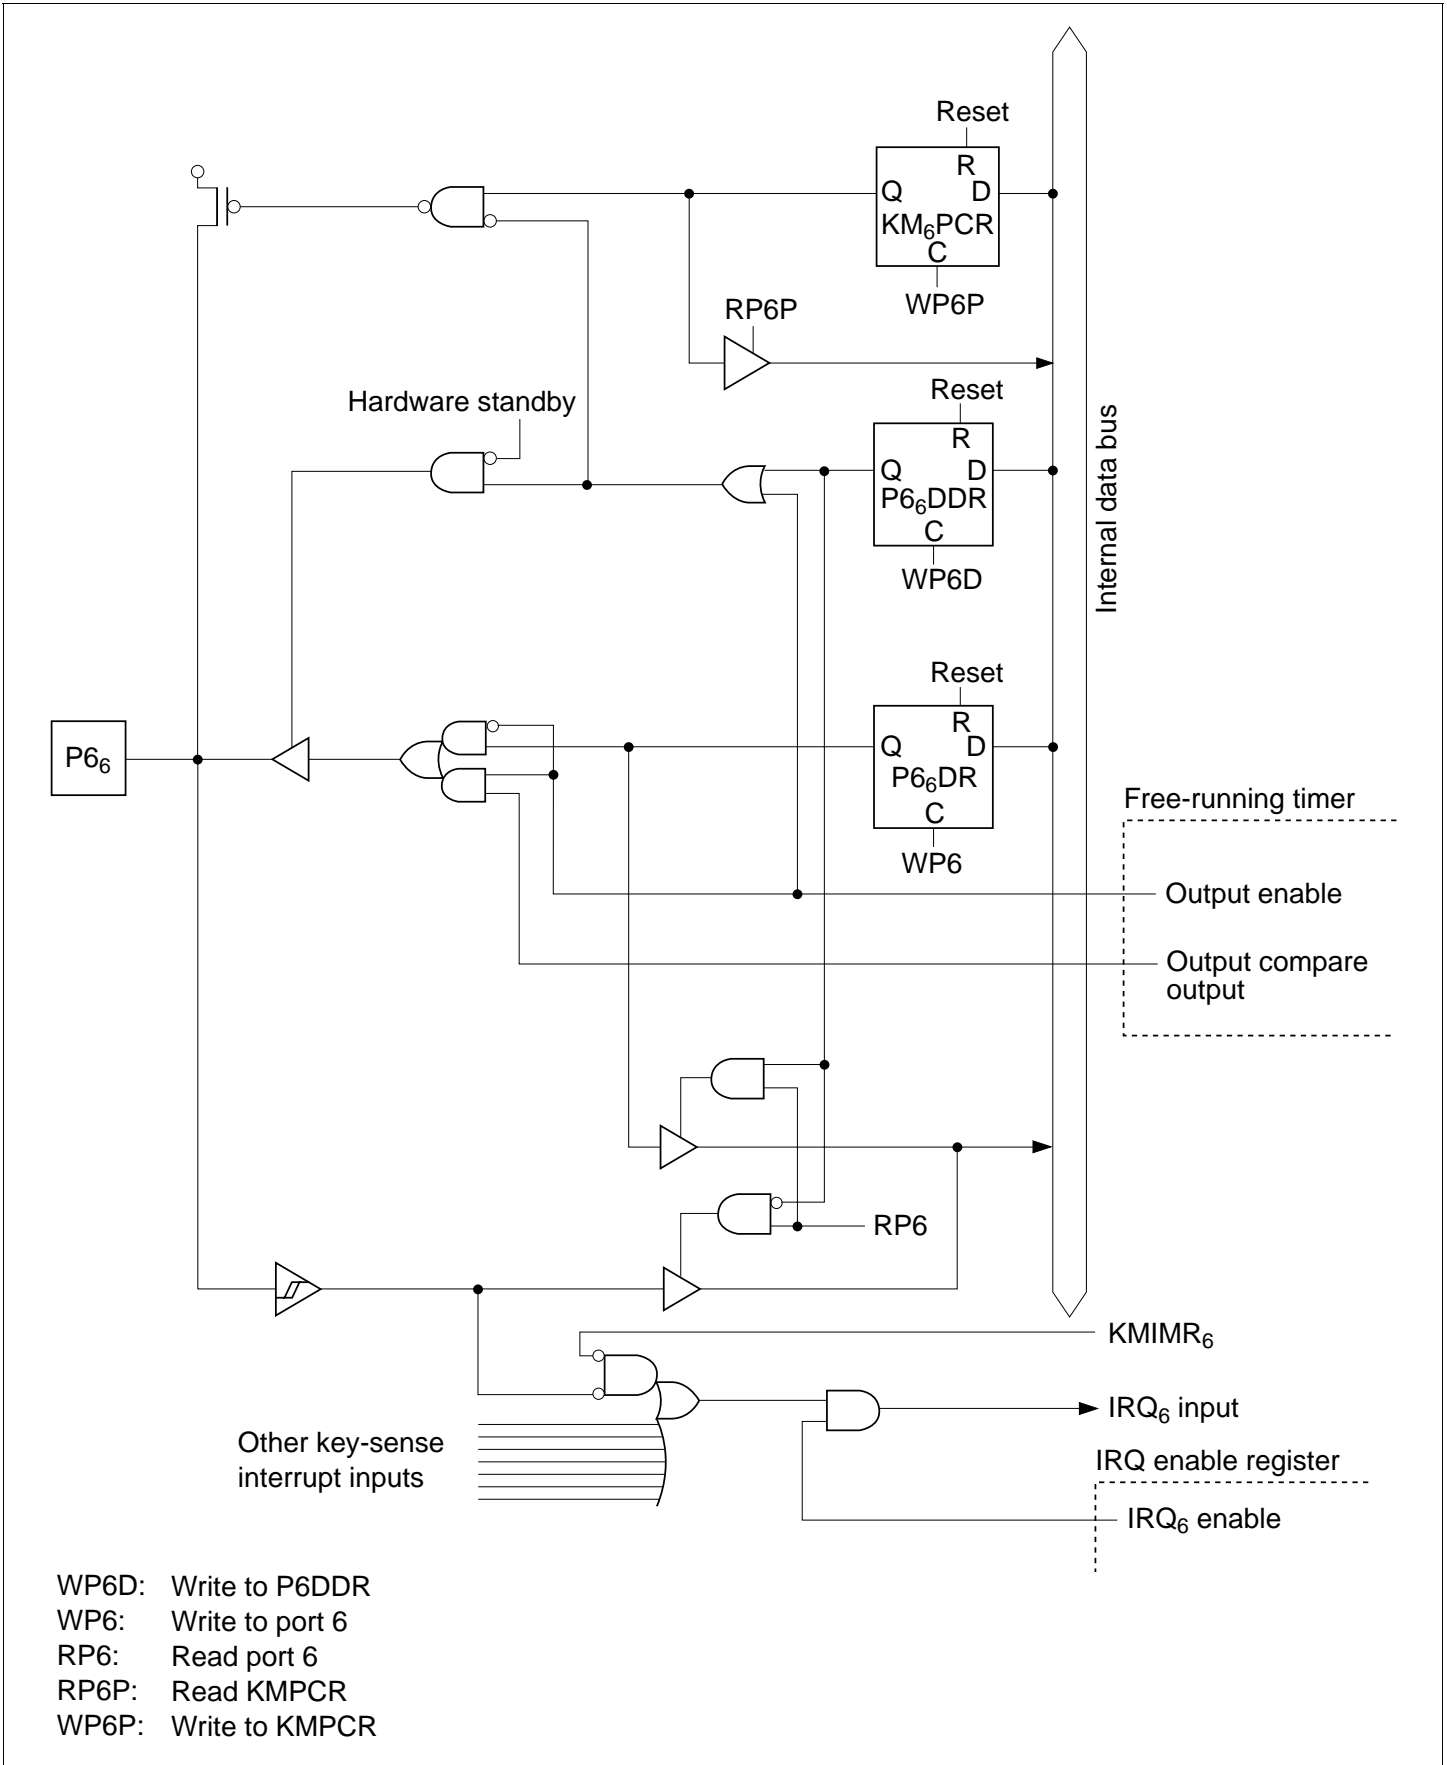 Reset
R
Q D
KM₆PCR
C
WP6P
RP6P
Hardware standby
Reset
R
Q D
P6₆DDR
C
WP6D
Internal data bus
Reset
R
Q D
P6₆DR
C
WP6
P6₆
Free-running timer
Output enable
Output compare
output
RP6
KMIMR₆
IRQ₆ input
Other key-sense
interrupt inputs
IRQ enable register
IRQ₆ enable
WP6D: Write to P6DDR
WP6: Write to port 6
RP6: Read port 6
RP6P: Read KMPCR
WP6P: Write to KMPCR